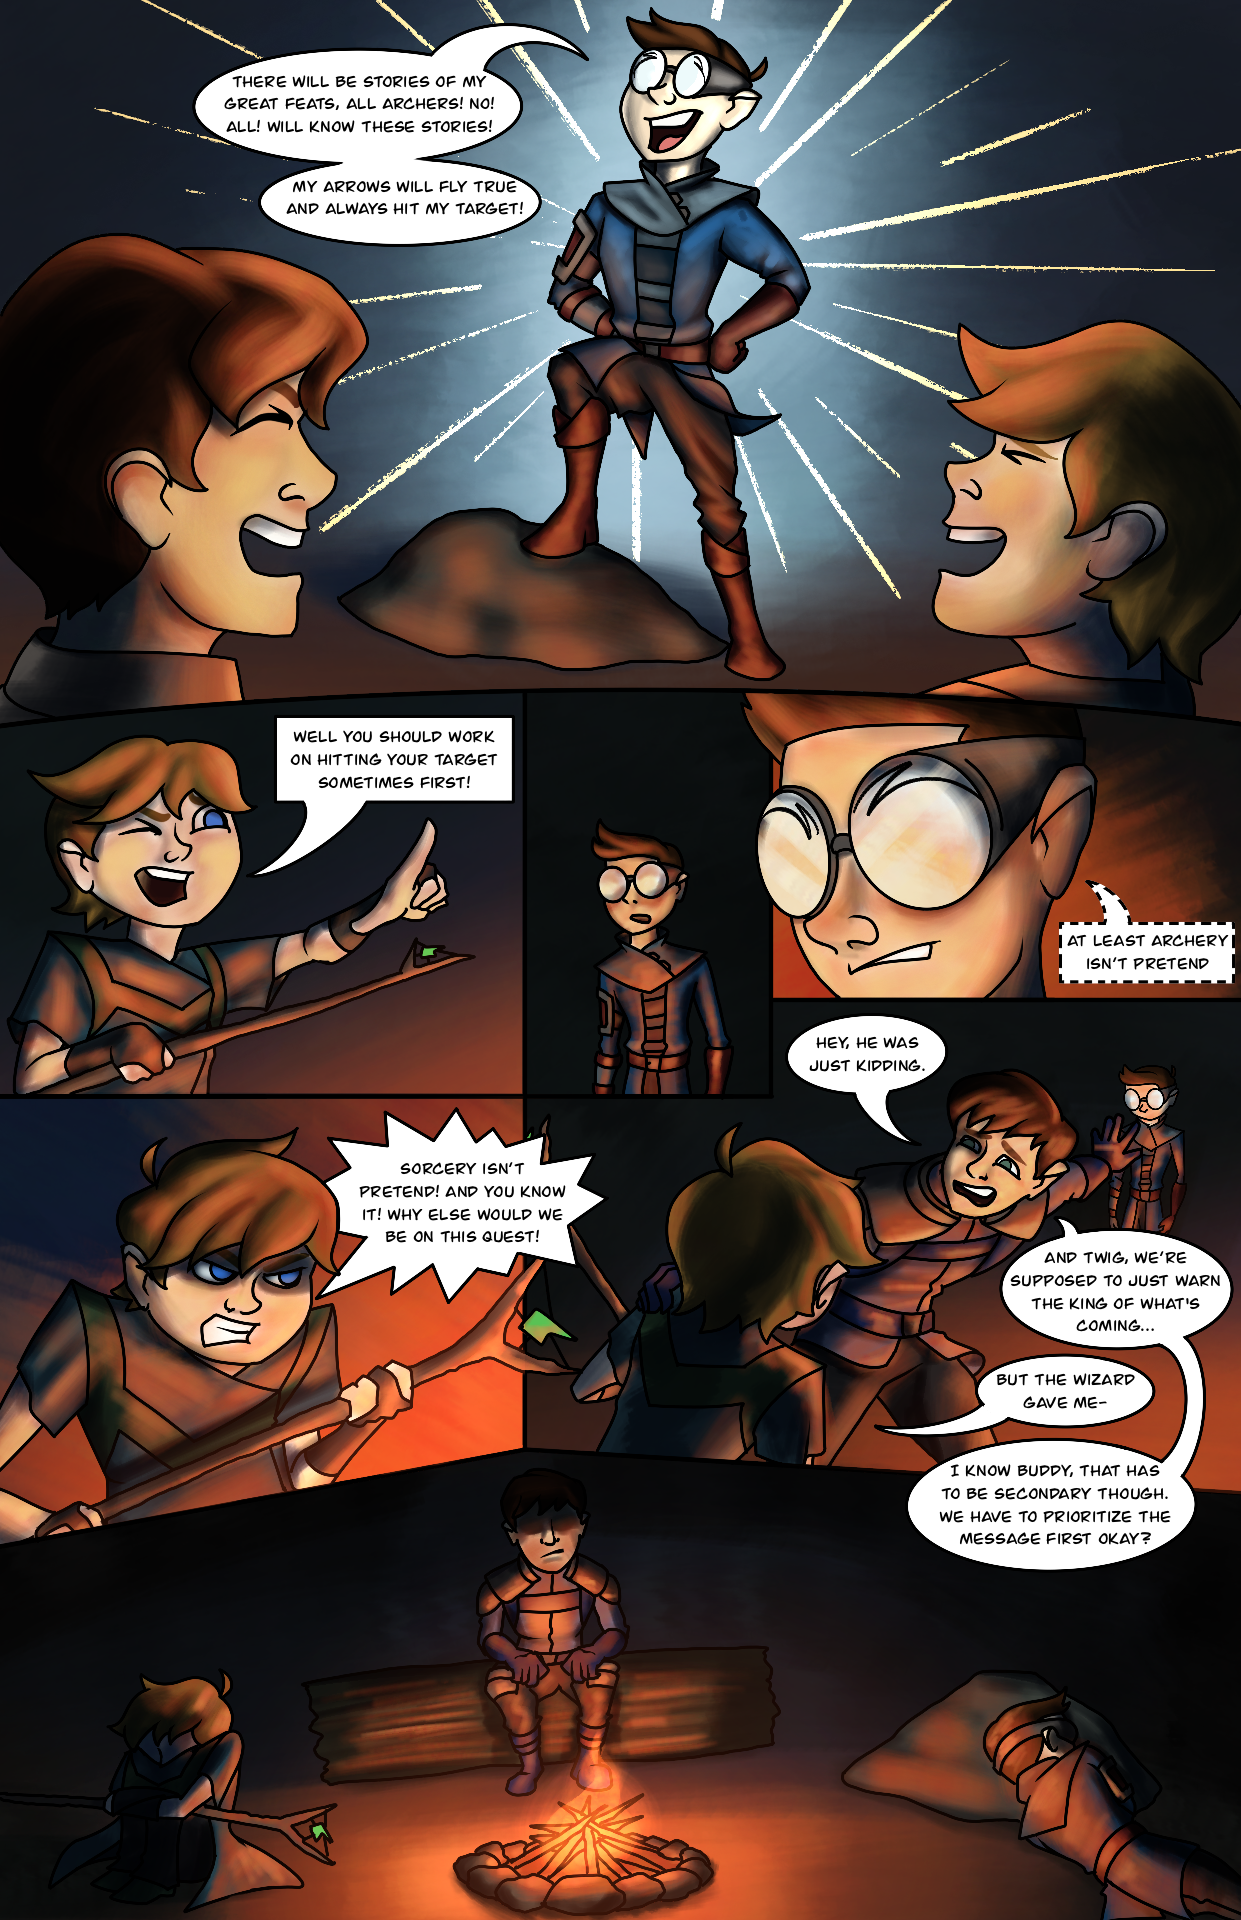 THERE WILL BE STORIES OF MY
GREAT FEATS, ALL ARCHERS! NO!
ALL! WILL KNOW THESE STORIES!
MY ARROWS WILL FLY TRUE
AND ALWAYS HIT MY TARGET!
WELL YOU SHOULD WORK
ON HITTING YOUR TARGET
SOMETIMES FIRST!
AT LEAST ARCHERY
ISN'T PRETEND
SORCERY ISN'T
PRETEND! AND YOU KNOW
IT! WHY ELSE WOULD WE
BE ON THIS QUEST!
HEY, HE WAS
JUST KIDDING.
AND TWIG, WE'RE
SUPPOSED TO JUST WARN
THE KING OF WHAT'S
COMING...
BUT THE WIZARD
GAVE ME-
I KNOW BUDDY, THAT HAS
TO BE SECONDARY THOUGH.
WE HAVE TO PRIORITIZE THE
MESSAGE FIRST OKAY?